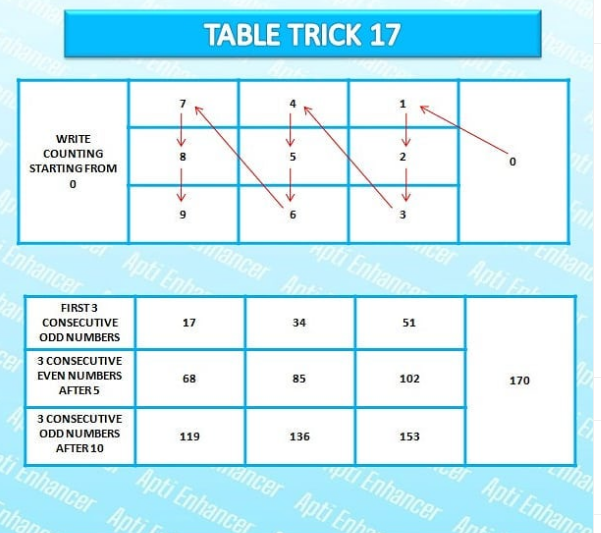 TABLE TRICK 17
WRITE
COUNTING
STARTING FROM
0
7 4 1
8 5 2
0
9 6 3
FIRST 3
CONSECUTIVE
ODD NUMBERS
17 34 51
3 CONSECUTIVE
EVEN NUMBERS
AFTER 5
68 85 102
170
3 CONSECUTIVE
ODD NUMBERS
AFTER 10
119 136 153
Apti Enhancer